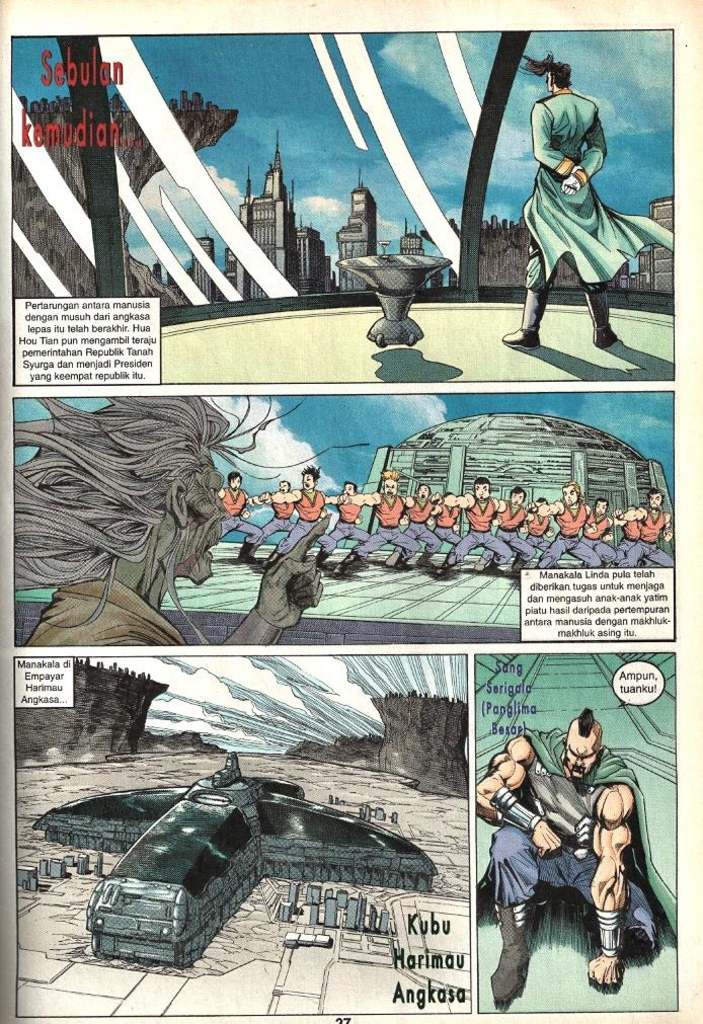 Sebulan
kemudian...
Pertarungan antara manusia
dengan musuh dari angkasa
lepas itu telah berakhir. Hua
Hou Tian pun mengambil teraju
pemerintahan Republik Tanah
Syurga dan menjadi Presiden
yang keempat republik itu.
Manakala Linda pula telah
diberikan tugas untuk menjaga
dan mengasuh anak-anak yatim
piatu hasil daripada pertempuran
antara manusia dengan makhluk-
makhluk asing itu.
Manakala di
Empayar
Harimau
Angkasa...
Kubu
Harimau
Angkasa
Sang
Serigala
(Panglima
Besar)
Ampun,
tuanku!
27